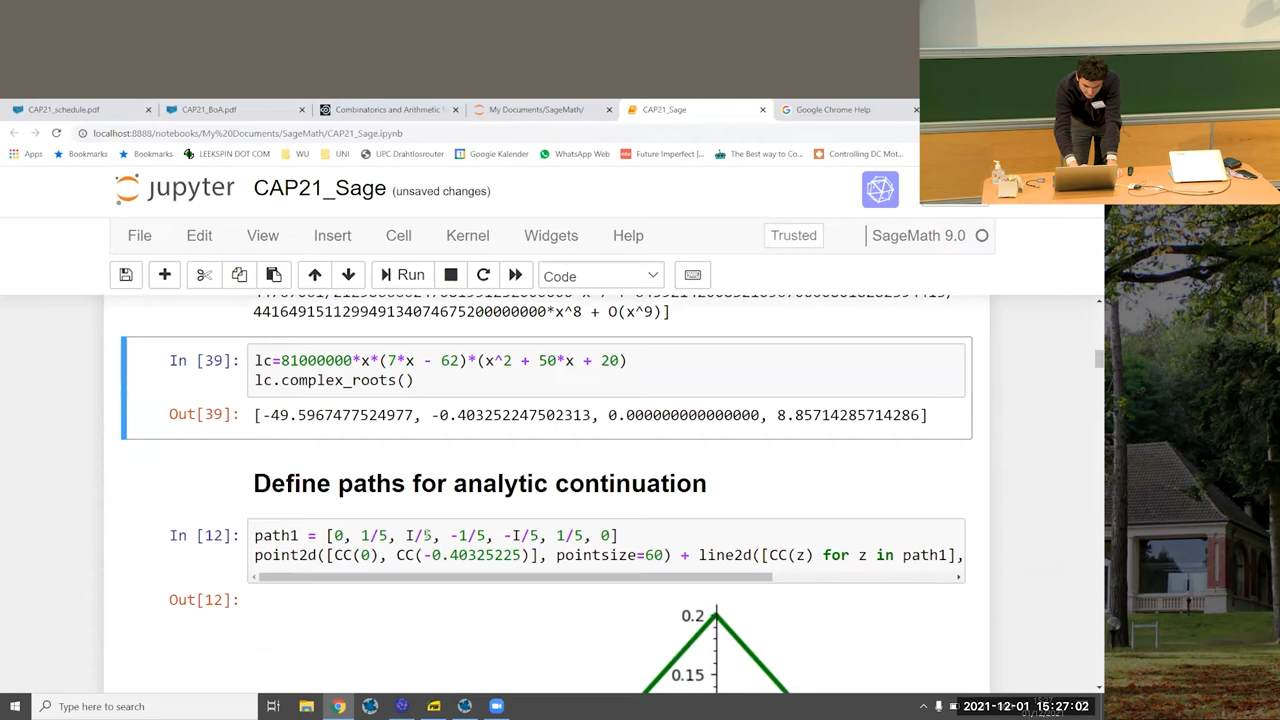 CAP21_schedule.pdf
CAP21_BoA.pdf
Combinatorics and Arithmetic
My Documents/SageMath/
CAP21_Sage
Google Chrome Help
localhost:8888/notebooks/My%20Documents/SageMath/CAP21_Sage.ipynb
Apps
Bookmarks
Bookmarks
LEEKSPIN DOT COM
WU
UNI
UPC Drahtlosrouter
Google Kalender
WhatsApp Web
Future Imperfect |...
The Best way to Co...
Controlling DC Mot...
jupyter
CAP21_Sage (unsaved changes)
File Edit View Insert Cell Kernel Widgets Help
Trusted
SageMath 9.0
Run
Code
441649151129949134074675200000000*x^8 + O(x^9)]
In [39]: lc=81000000*x*(7*x - 62)*(x^2 + 50*x + 20)
lc.complex_roots()
Out[39]: [-49.5967477524977, -0.403252247502313, 0.000000000000000, 8.85714285714286]
Define paths for analytic continuation
In [12]: path1 = [0, 1/5, I/5, -1/5, -I/5, 1/5, 0]
point2d([CC(0), CC(-0.40325225)], pointsize=60) + line2d([CC(z) for z in path1],
Out[12]:
0.2
0.15
Type here to search
2021-12-01 15:27:02